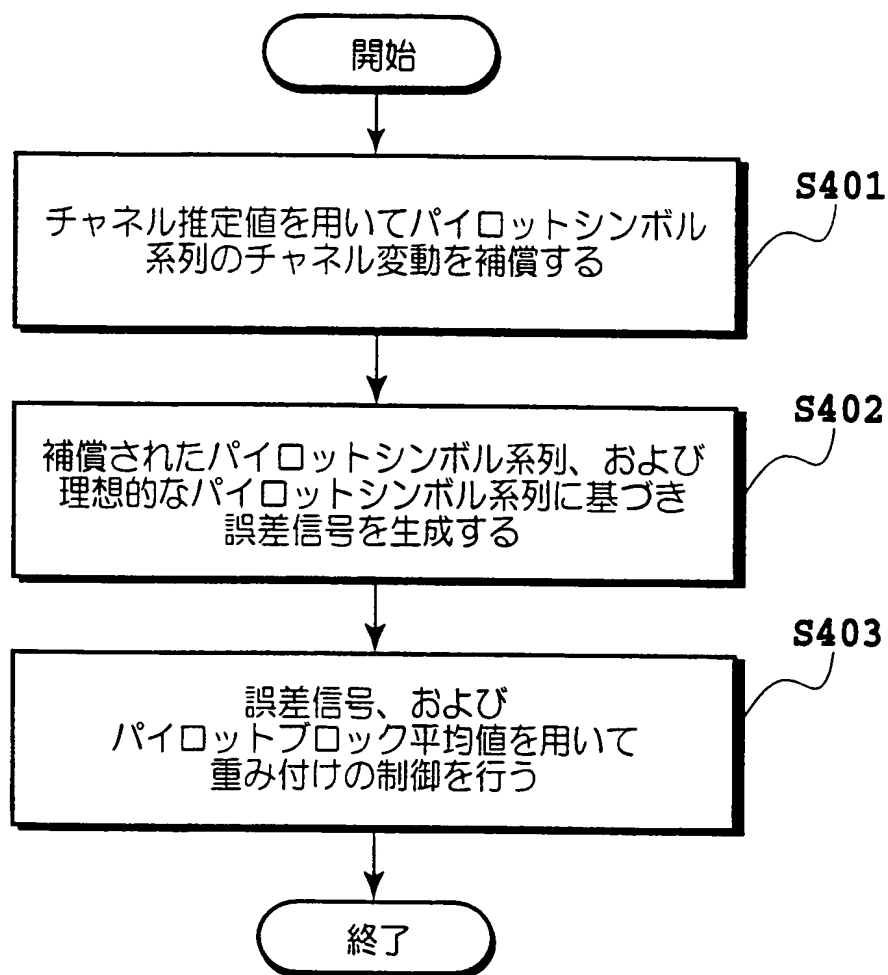 開始
S401
チャネル推定値を用いてパイロットシンボル
系列のチャネル変動を補償する
S402
補償されたパイロットシンボル系列、および
理想的なパイロットシンボル系列に基づき
誤差信号を生成する
S403
誤差信号、および
パイロットブロック平均値を用いて
重み付けの制御を行う
終了